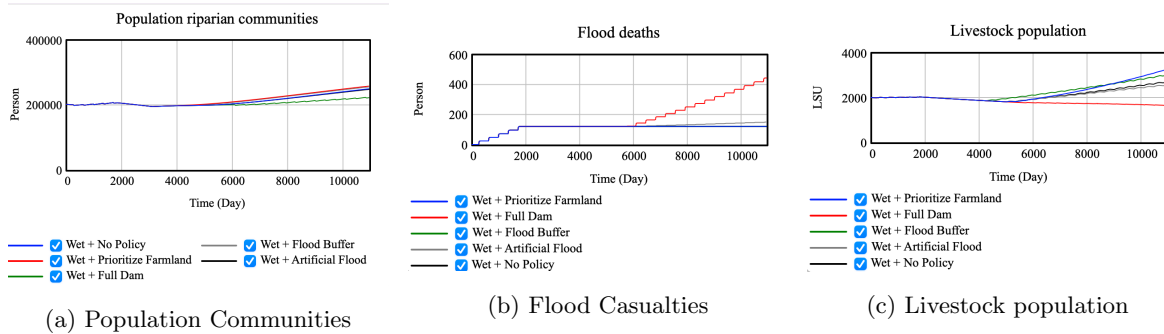 Population riparian communities
400000
200000
0
Person
0 2000 4000 6000 8000 10000
Time (Day)
Wet + No Policy
Wet + Flood Buffer
Wet + Prioritize Farmland
Wet + Artificial Flood
Wet + Full Dam
(a) Population Communities
Flood deaths
600
400
200
0
Person
0 2000 4000 6000 8000 10000
Time (Day)
Wet + Prioritize Farmland
Wet + Full Dam
Wet + Flood Buffer
Wet + Artificial Flood
Wet + No Policy
(b) Flood Casualties
Livestock population
4000
2000
0
LSU
0 2000 4000 6000 8000 10000
Time (Day)
Wet + Prioritize Farmland
Wet + Full Dam
Wet + Flood Buffer
Wet + Artificial Flood
Wet + No Policy
(c) Livestock population